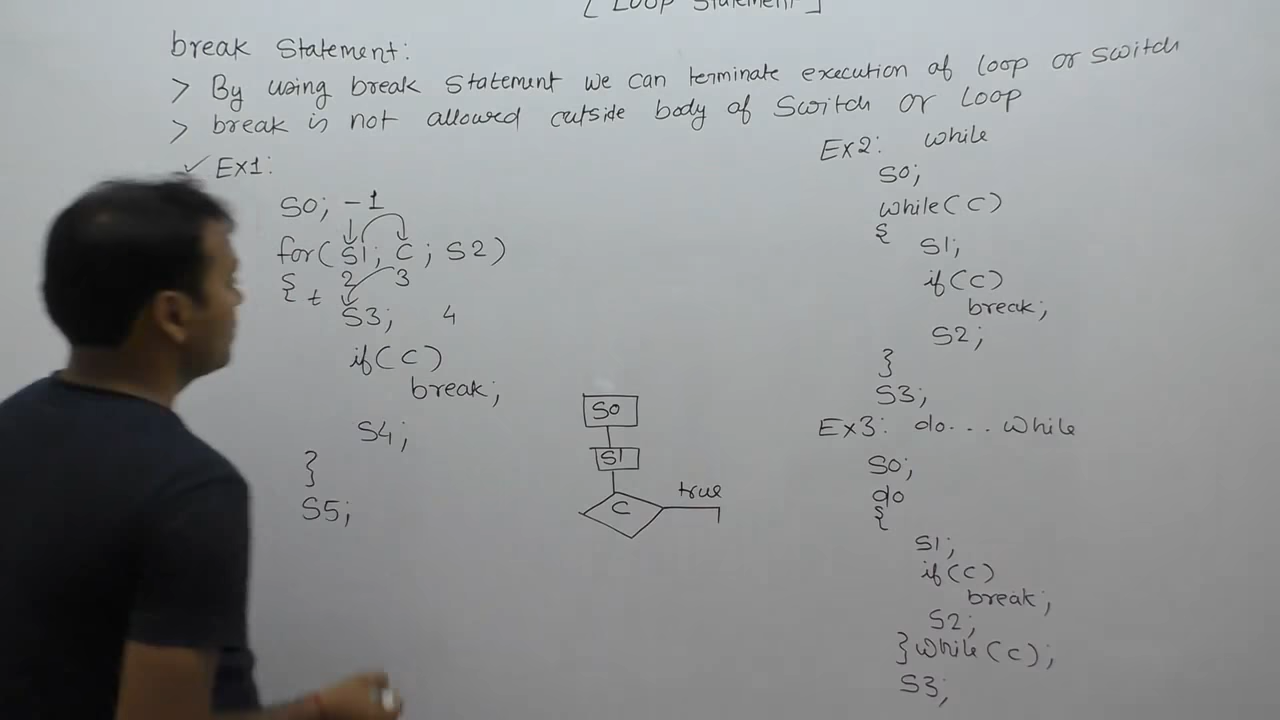 [ Loop Statement ]
break Statement:
> By using break Statement we can terminate execution of loop or switch
> break is not allowed outside body of Switch or Loop
✓ Ex1:
S0; - 1
for( S1; C ; S2)
{ t 2 3
S3; 4
if( C )
break;
S4;
}
S5;
S0
S1
C
true
Ex2: while
S0;
while( C )
{
S1;
if( C )
break;
S2;
}
S3;
Ex3: do... while
S0;
do
{
S1;
if( C )
break;
S2;
}while( C );
S3;